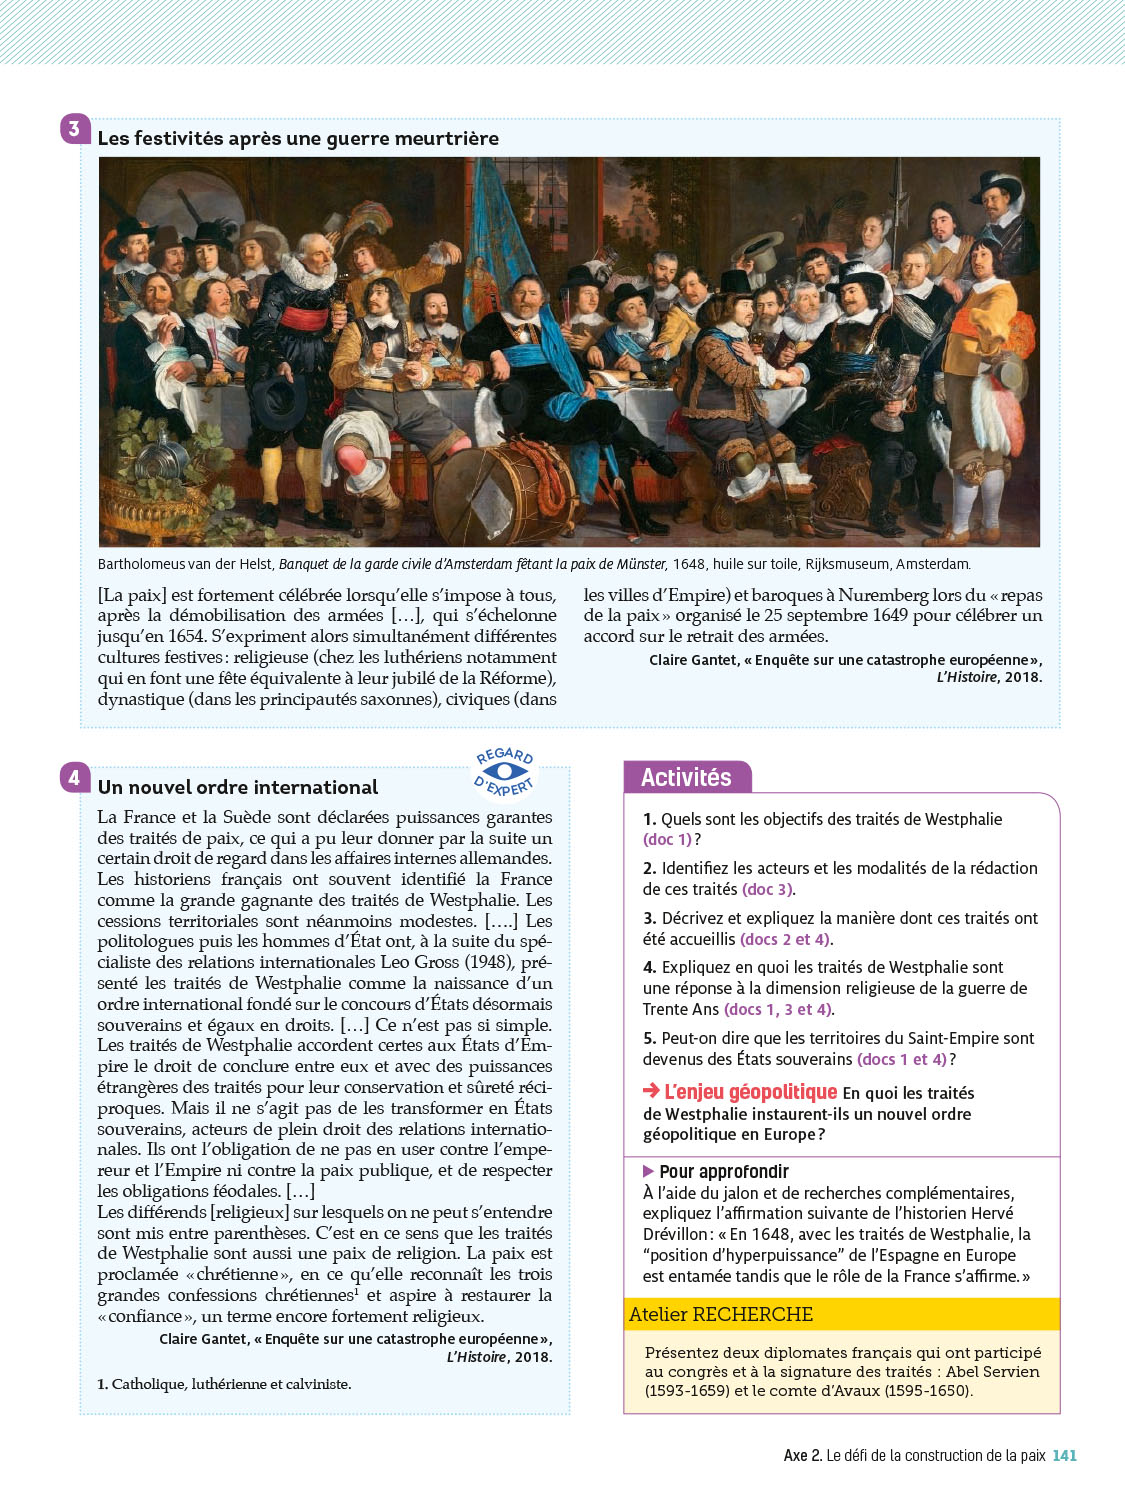 3
Les festivités après une guerre meurtrière
Bartholomeus van der Helst, Banquet de la garde civile d'Amsterdam fêtant la paix de Münster, 1648, huile sur toile, Rijksmuseum, Amsterdam.
[La paix] est fortement célébrée lorsqu'elle s'impose à tous,
après la démobilisation des armées […], qui s'échelonne
jusqu'en 1654. S'expriment alors simultanément différentes
cultures festives : religieuse (chez les luthériens notamment
qui en font une fête équivalente à leur jubilé de la Réforme),
dynastique (dans les principautés saxonnes), civiques (dans
les villes d'Empire) et baroques à Nuremberg lors du « repas
de la paix » organisé le 25 septembre 1649 pour célébrer un
accord sur le retrait des armées.
Claire Gantet, « Enquête sur une catastrophe européenne »,
L'Histoire, 2018.
4
Un nouvel ordre international
REGARD
D'EXPERT
La France et la Suède sont déclarées puissances garantes
des traités de paix, ce qui a pu leur donner par la suite un
certain droit de regard dans les affaires internes allemandes.
Les historiens français ont souvent identifié la France
comme la grande gagnante des traités de Westphalie. Les
cessions territoriales sont néanmoins modestes. [….] Les
politologues puis les hommes d'État ont, à la suite du spé-
cialiste des relations internationales Leo Gross (1948), pré-
senté les traités de Westphalie comme la naissance d'un
ordre international fondé sur le concours d'États désormais
souverains et égaux en droits. […] Ce n'est pas si simple.
Les traités de Westphalie accordent certes aux États d'Em-
pire le droit de conclure entre eux et avec des puissances
étrangères des traités pour leur conservation et sûreté réci-
proques. Mais il ne s'agit pas de les transformer en États
souverains, acteurs de plein droit des relations internatio-
nales. Ils ont l'obligation de ne pas en user contre l'empe-
reur et l'Empire ni contre la paix publique, et de respecter
les obligations féodales. […]
Les différends [religieux] sur lesquels on ne peut s'entendre
sont mis entre parenthèses. C'est en ce sens que les traités
de Westphalie sont aussi une paix de religion. La paix est
proclamée « chrétienne », en ce qu'elle reconnaît les trois
grandes confessions chrétiennes¹ et aspire à restaurer la
« confiance », un terme encore fortement religieux.
Claire Gantet, « Enquête sur une catastrophe européenne »,
L'Histoire, 2018.
1. Catholique, luthérienne et calviniste.
Activités
1. Quels sont les objectifs des traités de Westphalie
(doc 1) ?
2. Identifiez les acteurs et les modalités de la rédaction
de ces traités (doc 3).
3. Décrivez et expliquez la manière dont ces traités ont
été accueillis (docs 2 et 4).
4. Expliquez en quoi les traités de Westphalie sont
une réponse à la dimension religieuse de la guerre de
Trente Ans (docs 1, 3 et 4).
5. Peut-on dire que les territoires du Saint-Empire sont
devenus des États souverains (docs 1 et 4) ?
→ L'enjeu géopolitique En quoi les traités
de Westphalie instaurent-ils un nouvel ordre
géopolitique en Europe ?
▶ Pour approfondir
À l'aide du jalon et de recherches complémentaires,
expliquez l'affirmation suivante de l'historien Hervé
Drévillon : « En 1648, avec les traités de Westphalie, la
“position d'hyperpuissance” de l'Espagne en Europe
est entamée tandis que le rôle de la France s'affirme. »
Atelier RECHERCHE
Présentez deux diplomates français qui ont participé
au congrès et à la signature des traités : Abel Servien
(1593-1659) et le comte d'Avaux (1595-1650).
Axe 2. Le défi de la construction de la paix 141